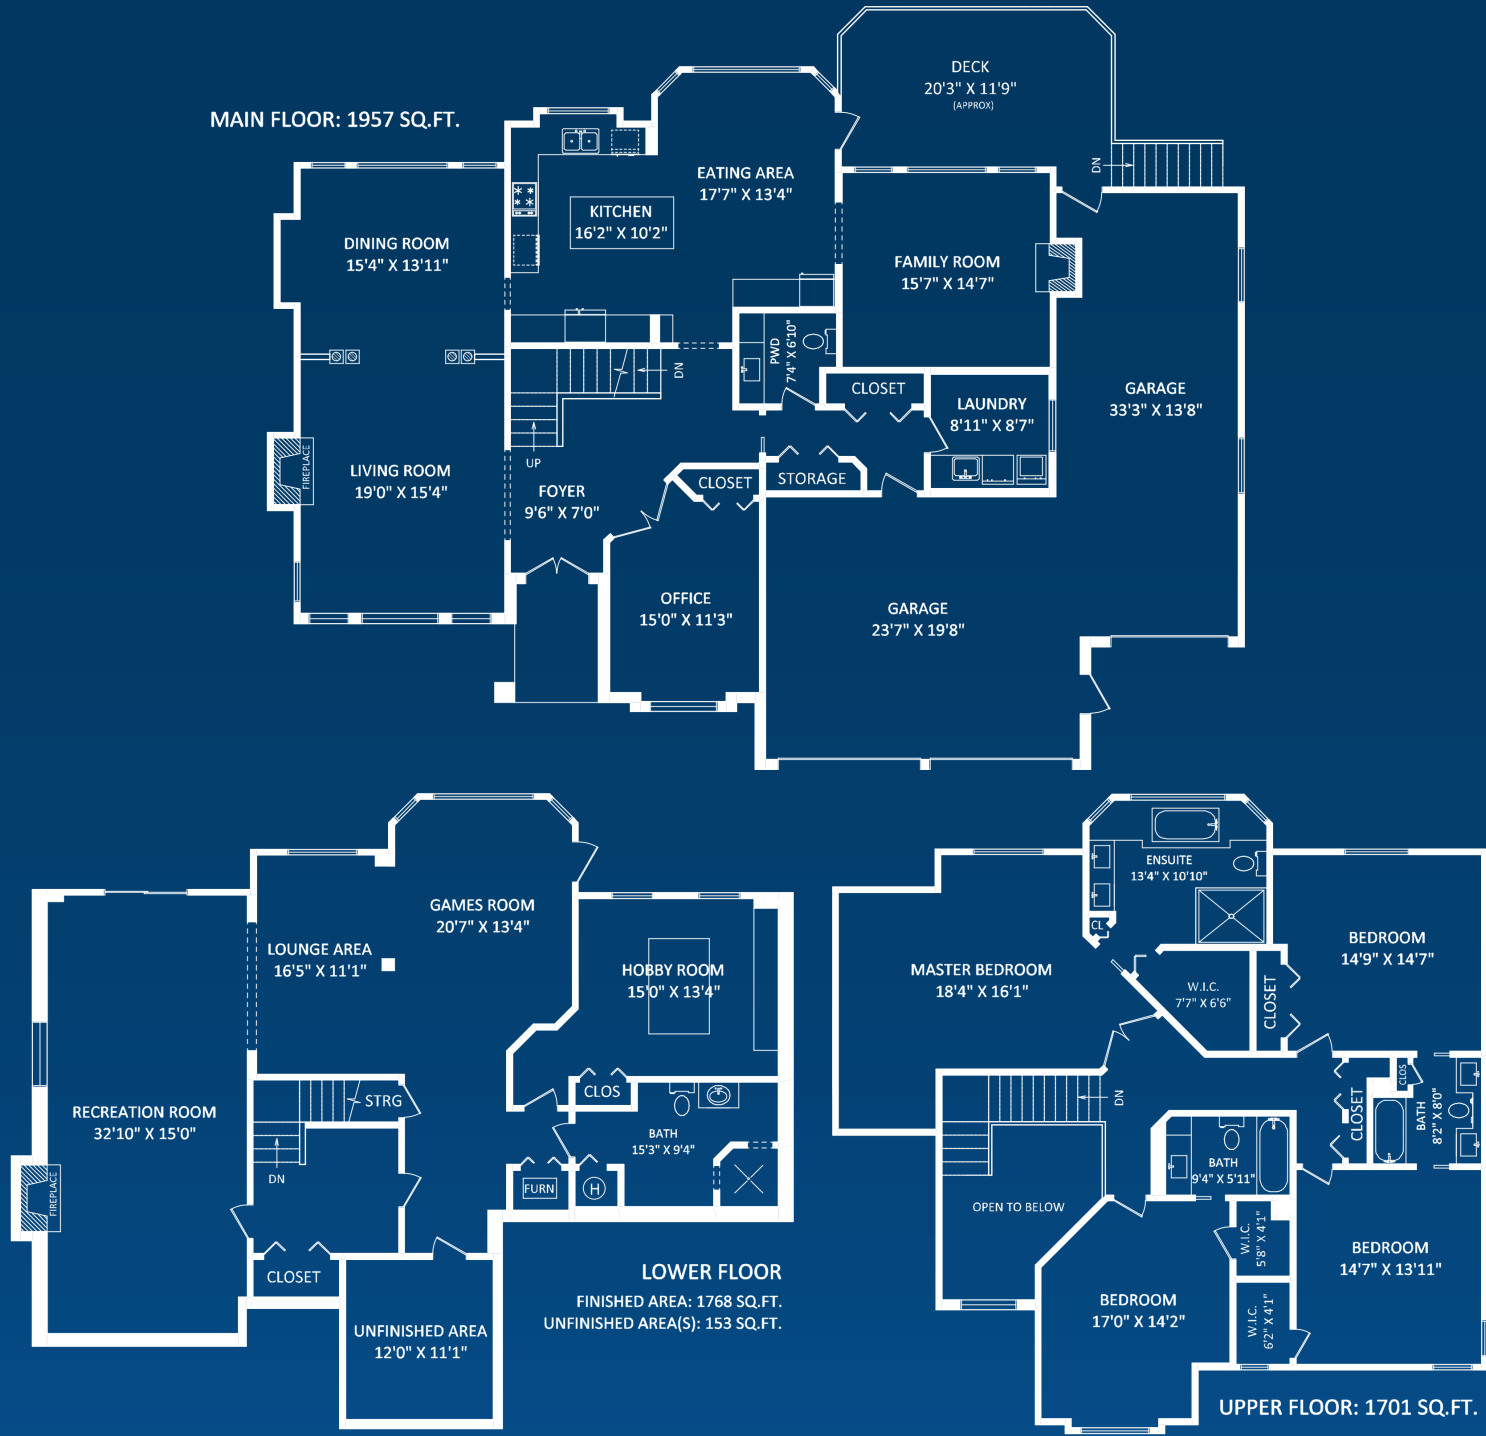 MAIN FLOOR: 1957 SQ.FT.
DECK
20'3" X 11'9"
(APPROX)
DN
EATING AREA
17'7" X 13'4"
KITCHEN
16'2" X 10'2"
DINING ROOM
15'4" X 13'11"
FAMILY ROOM
15'7" X 14'7"
PWD
7'4" X 6'10"
DN
CLOSET
LAUNDRY
8'11" X 8'7"
GARAGE
33'3" X 13'8"
FIREPLACE
LIVING ROOM
19'0" X 15'4"
UP
FOYER
9'6" X 7'0"
CLOSET
STORAGE
OFFICE
15'0" X 11'3"
GARAGE
23'7" X 19'8"
GAMES ROOM
20'7" X 13'4"
LOUNGE AREA
16'5" X 11'1"
HOBBY ROOM
15'0" X 13'4"
CLOS
STRG
RECREATION ROOM
32'10" X 15'0"
BATH
15'3" X 9'4"
DN
FURN
H
FIREPLACE
CLOSET
UNFINISHED AREA
12'0" X 11'1"
LOWER FLOOR
FINISHED AREA: 1768 SQ.FT.
UNFINISHED AREA(S): 153 SQ.FT.
ENSUITE
13'4" X 10'10"
CL
MASTER BEDROOM
18'4" X 16'1"
W.I.C.
7'7" X 6'6"
CLOSET
BEDROOM
14'9" X 14'7"
DN
CLOSET
CLOS
BATH
8'2" X 8'0"
BATH
9'4" X 5'11"
OPEN TO BELOW
W.I.C.
5'8" X 4'1"
BEDROOM
14'7" X 13'11"
BEDROOM
17'0" X 14'2"
W.I.C.
6'2" X 4'1"
UPPER FLOOR: 1701 SQ.FT.